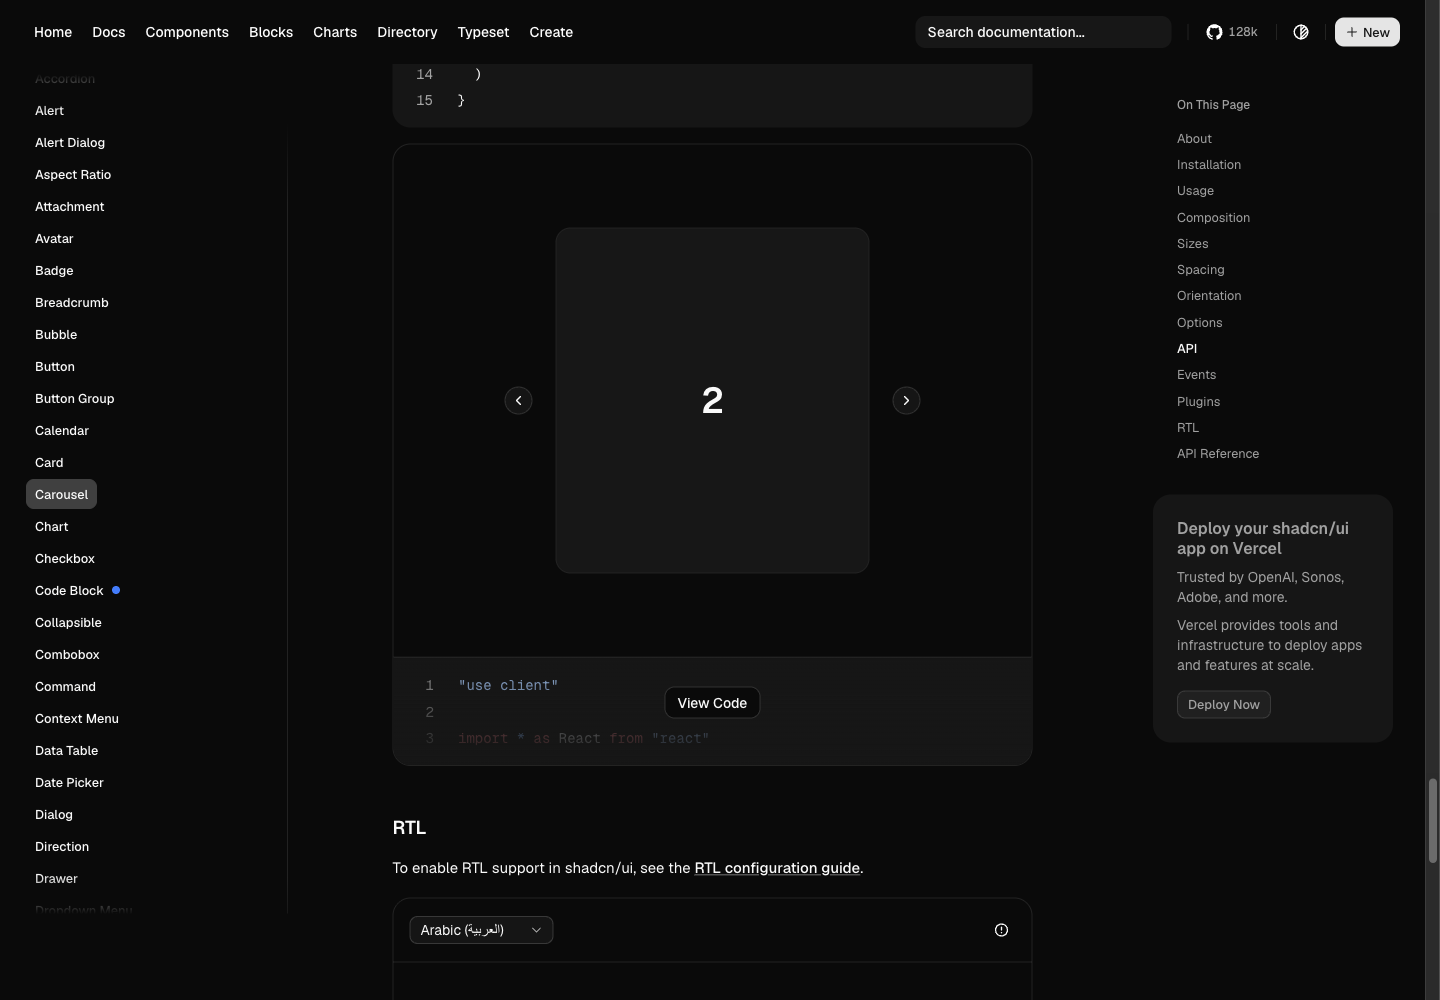 Home Docs Components Blocks Charts Directory Typeset Create
Search documentation...
128k
New
Accordion
Alert
Alert Dialog
Aspect Ratio
Attachment
Avatar
Badge
Breadcrumb
Bubble
Button
Button Group
Calendar
Card
Carousel
Chart
Checkbox
Code Block
Collapsible
Combobox
Command
Context Menu
Data Table
Date Picker
Dialog
Direction
Drawer
Dropdown Menu
14 )
15 }
2
1 "use client"
2
3 import * as React from "react"
View Code
RTL
To enable RTL support in shadcn/ui, see the RTL configuration guide.
Arabic (العربية)
On This Page
About
Installation
Usage
Composition
Sizes
Spacing
Orientation
Options
API
Events
Plugins
RTL
API Reference
Deploy your shadcn/ui
app on Vercel
Trusted by OpenAI, Sonos,
Adobe, and more.
Vercel provides tools and
infrastructure to deploy apps
and features at scale.
Deploy Now